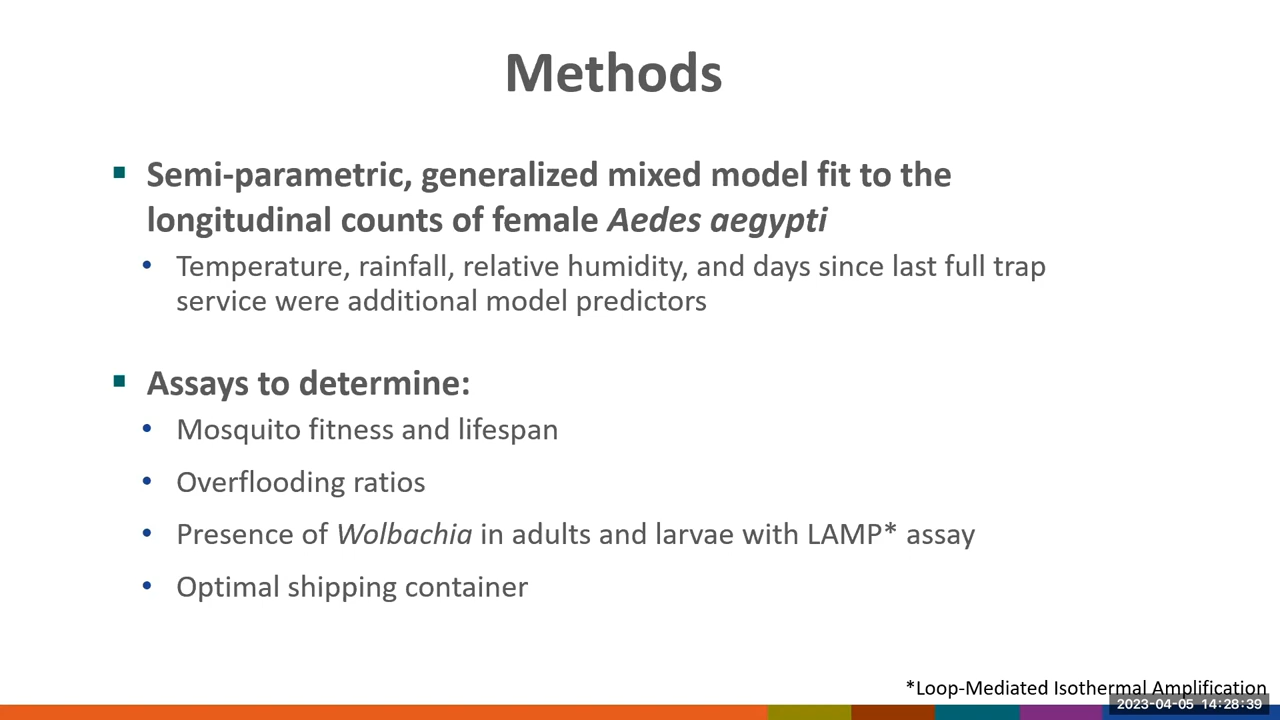 Methods
Semi-parametric, generalized mixed model fit to the
longitudinal counts of female Aedes aegypti
Temperature, rainfall, relative humidity, and days since last full trap
service were additional model predictors
Assays to determine:
Mosquito fitness and lifespan
Overflooding ratios
Presence of Wolbachia in adults and larvae with LAMP* assay
Optimal shipping container
*Loop-Mediated Isothermal Amplification
2023-04-05 14:28:39